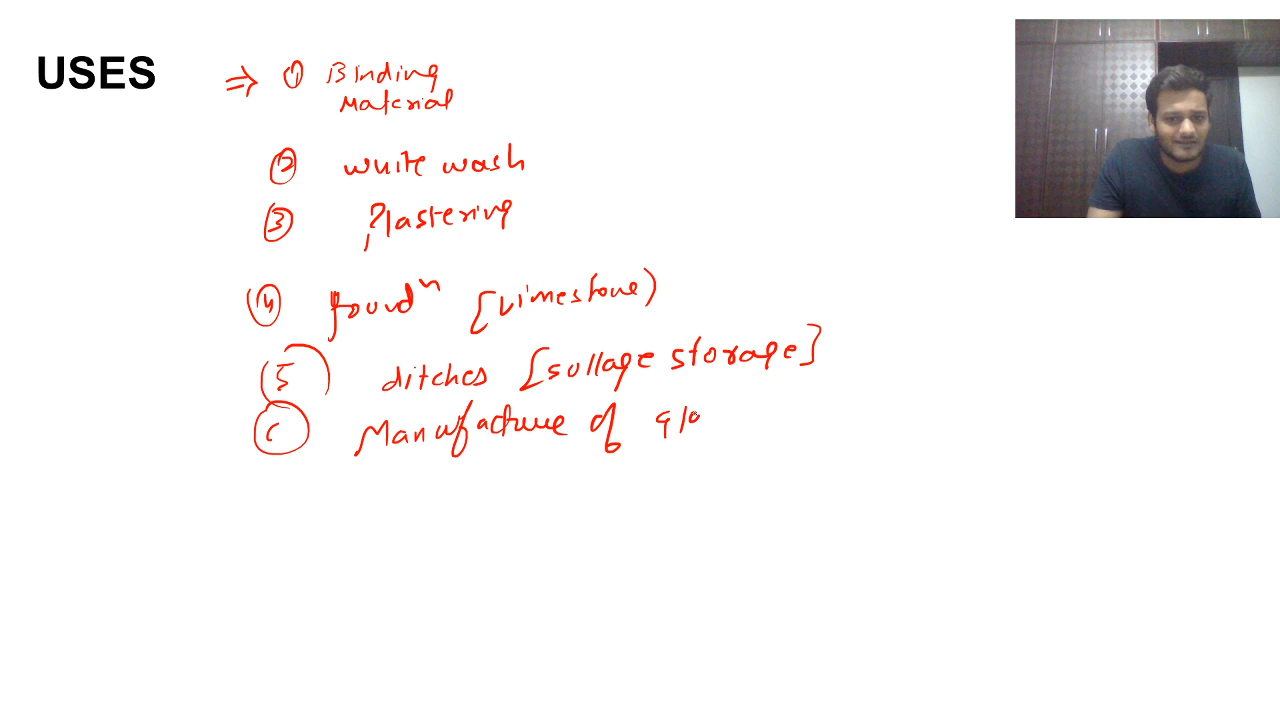 USES ⇒ ① Binding
Material
② white wash
③ Plastering
④ foundⁿ [Limestone)
(5) ditches [sullage storage]
⑥ Manufacture of